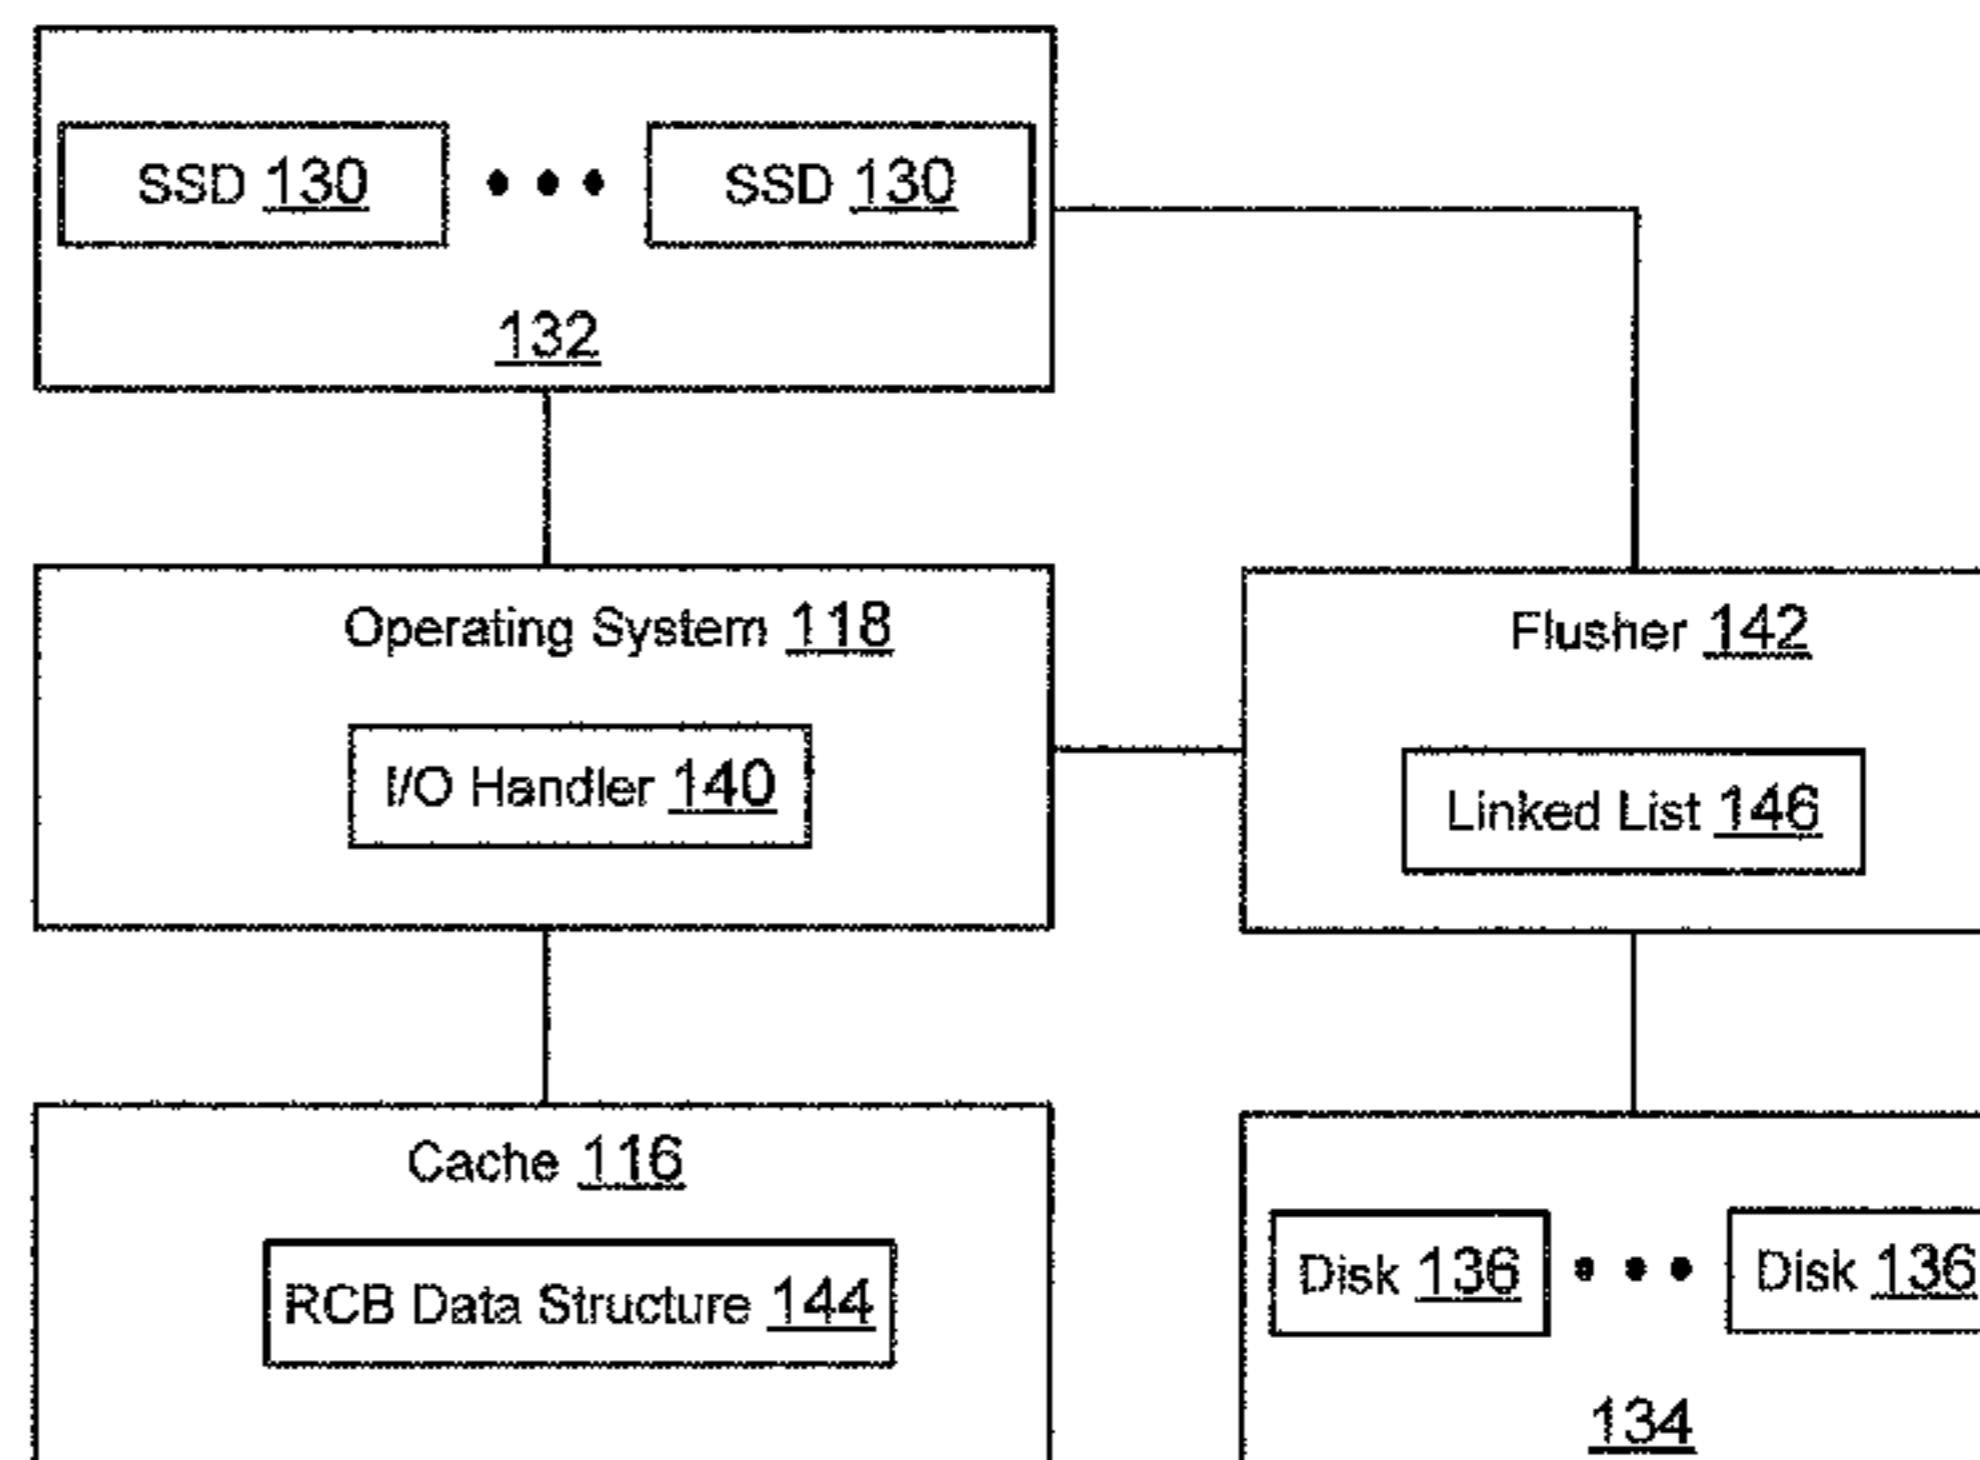 SSD 130 ••• SSD 130
132
Operating System 118
I/O Handler 140
Flusher 142
Linked List 146
Cache 116
RCB Data Structure 144
Disk 136 ••• Disk 136
134